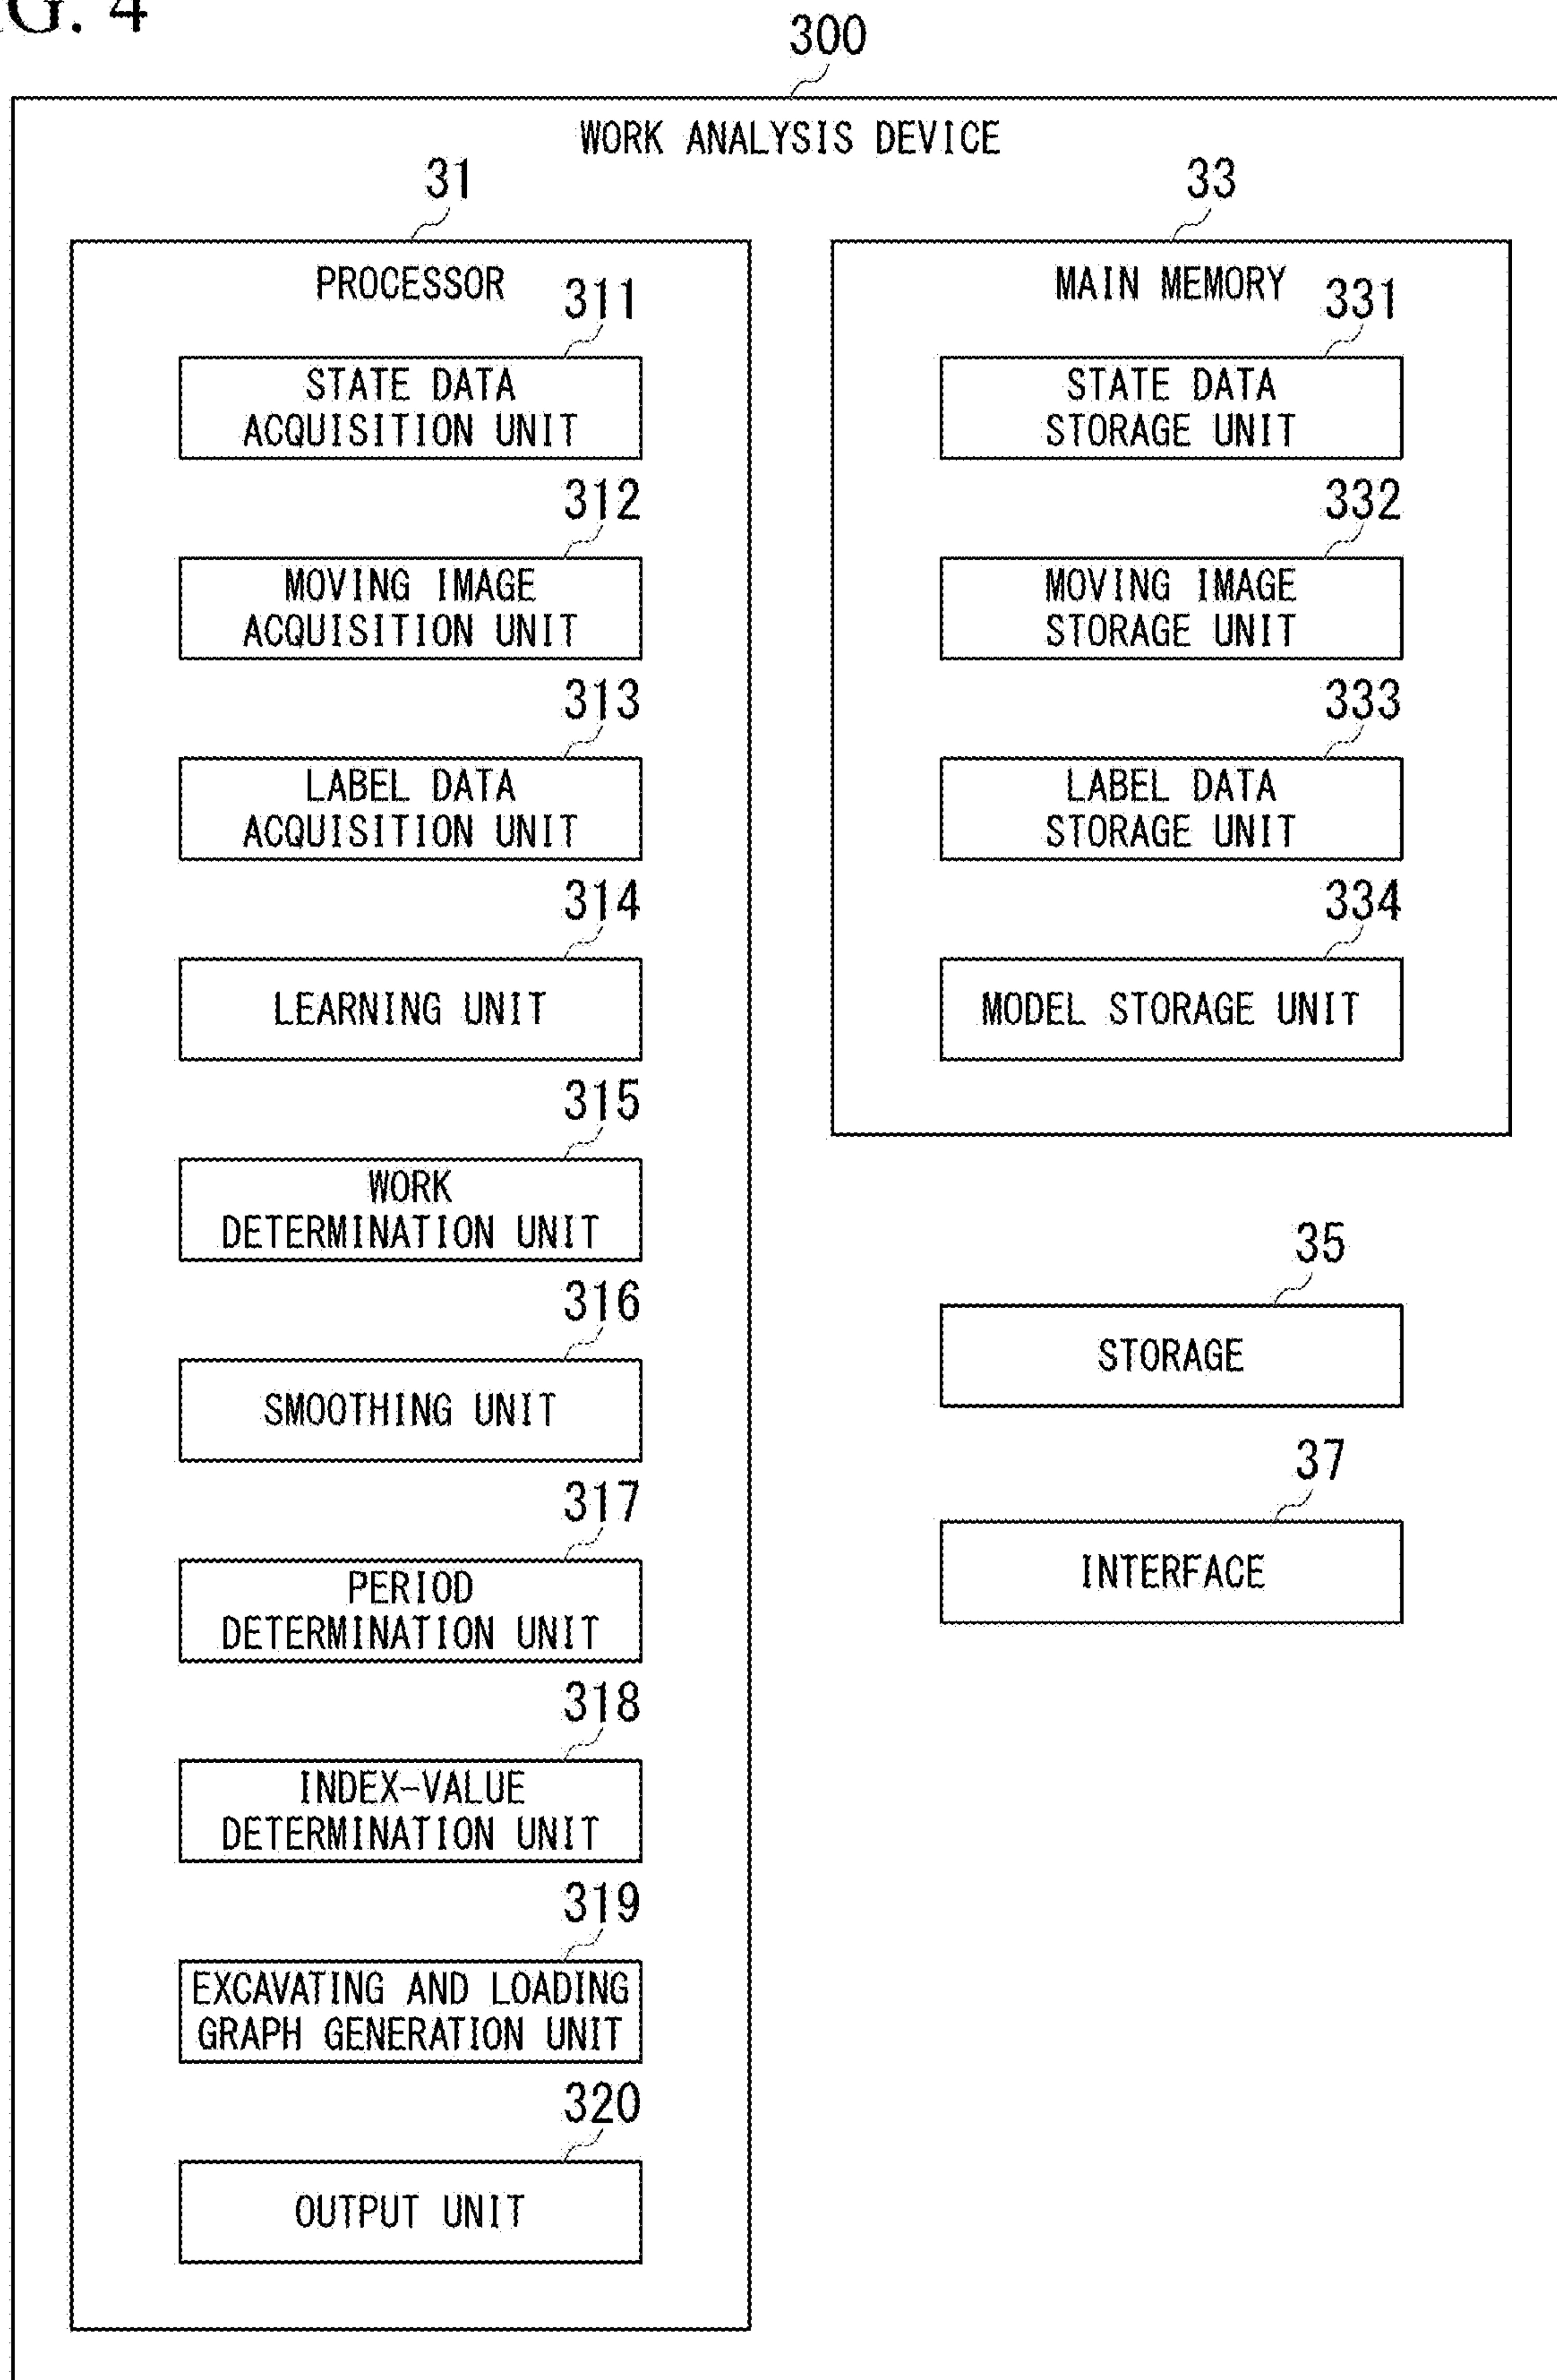 G. 4
300
WORK ANALYSIS DEVICE
31
PROCESSOR
311
STATE DATA
ACQUISITION UNIT
312
MOVING IMAGE
ACQUISITION UNIT
313
LABEL DATA
ACQUISITION UNIT
314
LEARNING UNIT
315
WORK
DETERMINATION UNIT
316
SMOOTHING UNIT
317
PERIOD
DETERMINATION UNIT
318
INDEX-VALUE
DETERMINATION UNIT
319
EXCAVATING AND LOADING
GRAPH GENERATION UNIT
320
OUTPUT UNIT
33
MAIN MEMORY
331
STATE DATA
STORAGE UNIT
332
MOVING IMAGE
STORAGE UNIT
333
LABEL DATA
STORAGE UNIT
334
MODEL STORAGE UNIT
35
STORAGE
37
INTERFACE